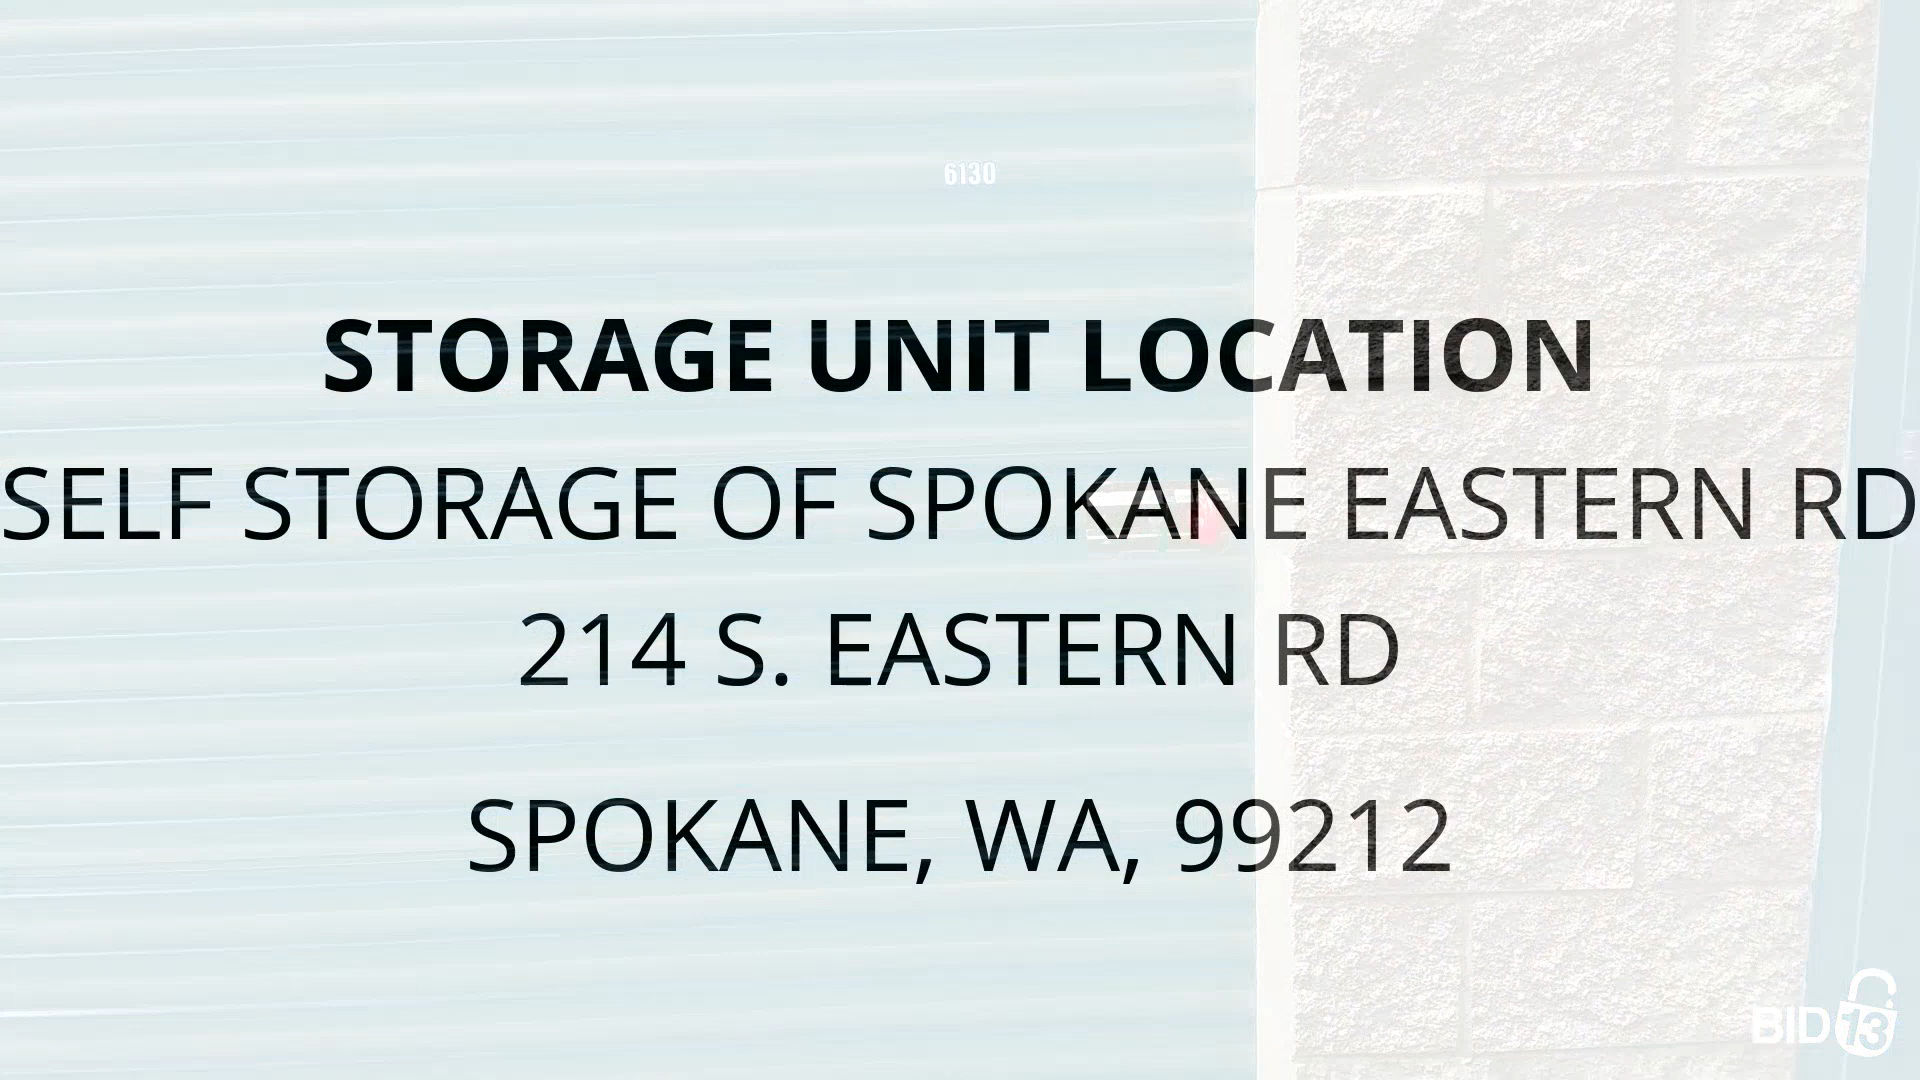 6130
STORAGE UNIT LOCATION
SELF STORAGE OF SPOKANE EASTERN RD
214 S. EASTERN RD
SPOKANE, WA, 99212
BID13